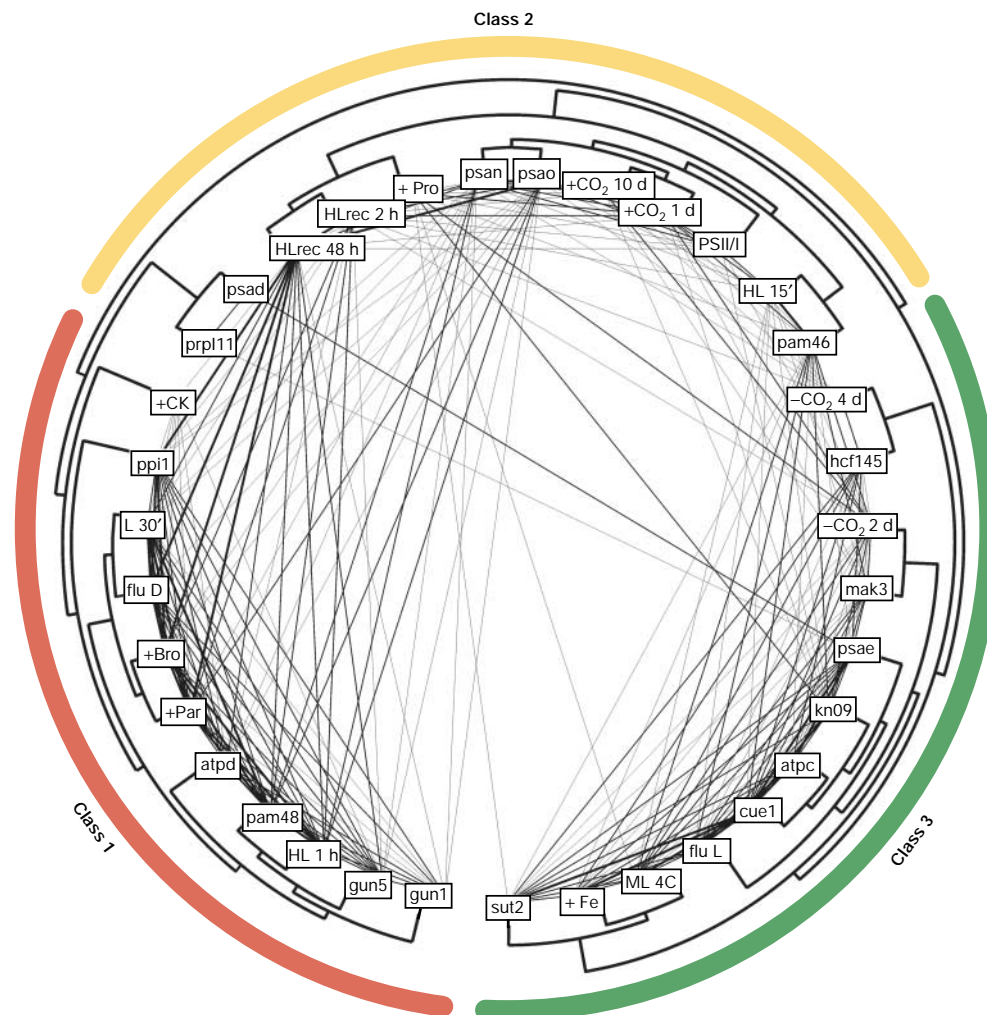 Class 2
psan
psao
+ Pro
+CO₂ 10 d
HLrec 2 h
+CO₂ 1 d
HLrec 48 h
PSII/I
psad
HL 15′
prpl11
pam46
+CK
−CO₂ 4 d
ppi1
hcf145
L 30′
−CO₂ 2 d
flu D
mak3
+Bro
psae
+Par
kn09
atpd
atpc
pam48
cue1
Class 1
Class 3
HL 1 h
flu L
gun5
ML 4C
gun1
sut2
+ Fe